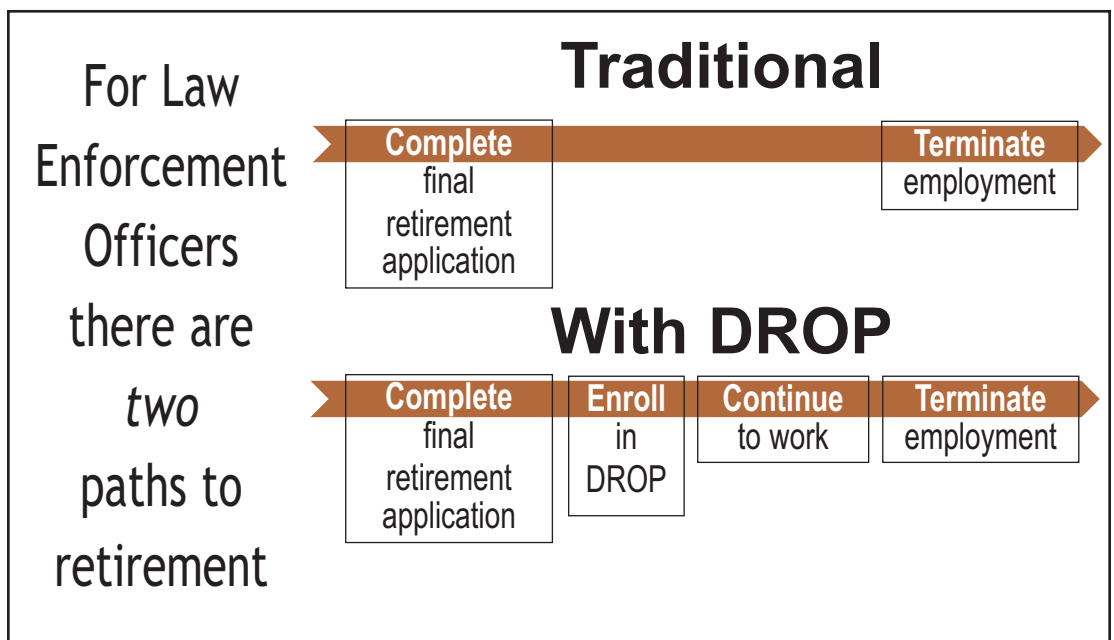 For Law
Enforcement
Officers
there are
two
paths to
retirement
Traditional
Complete
final
retirement
application
Terminate
employment
With DROP
Complete
final
retirement
application
Enroll
in
DROP
Continue
to work
Terminate
employment